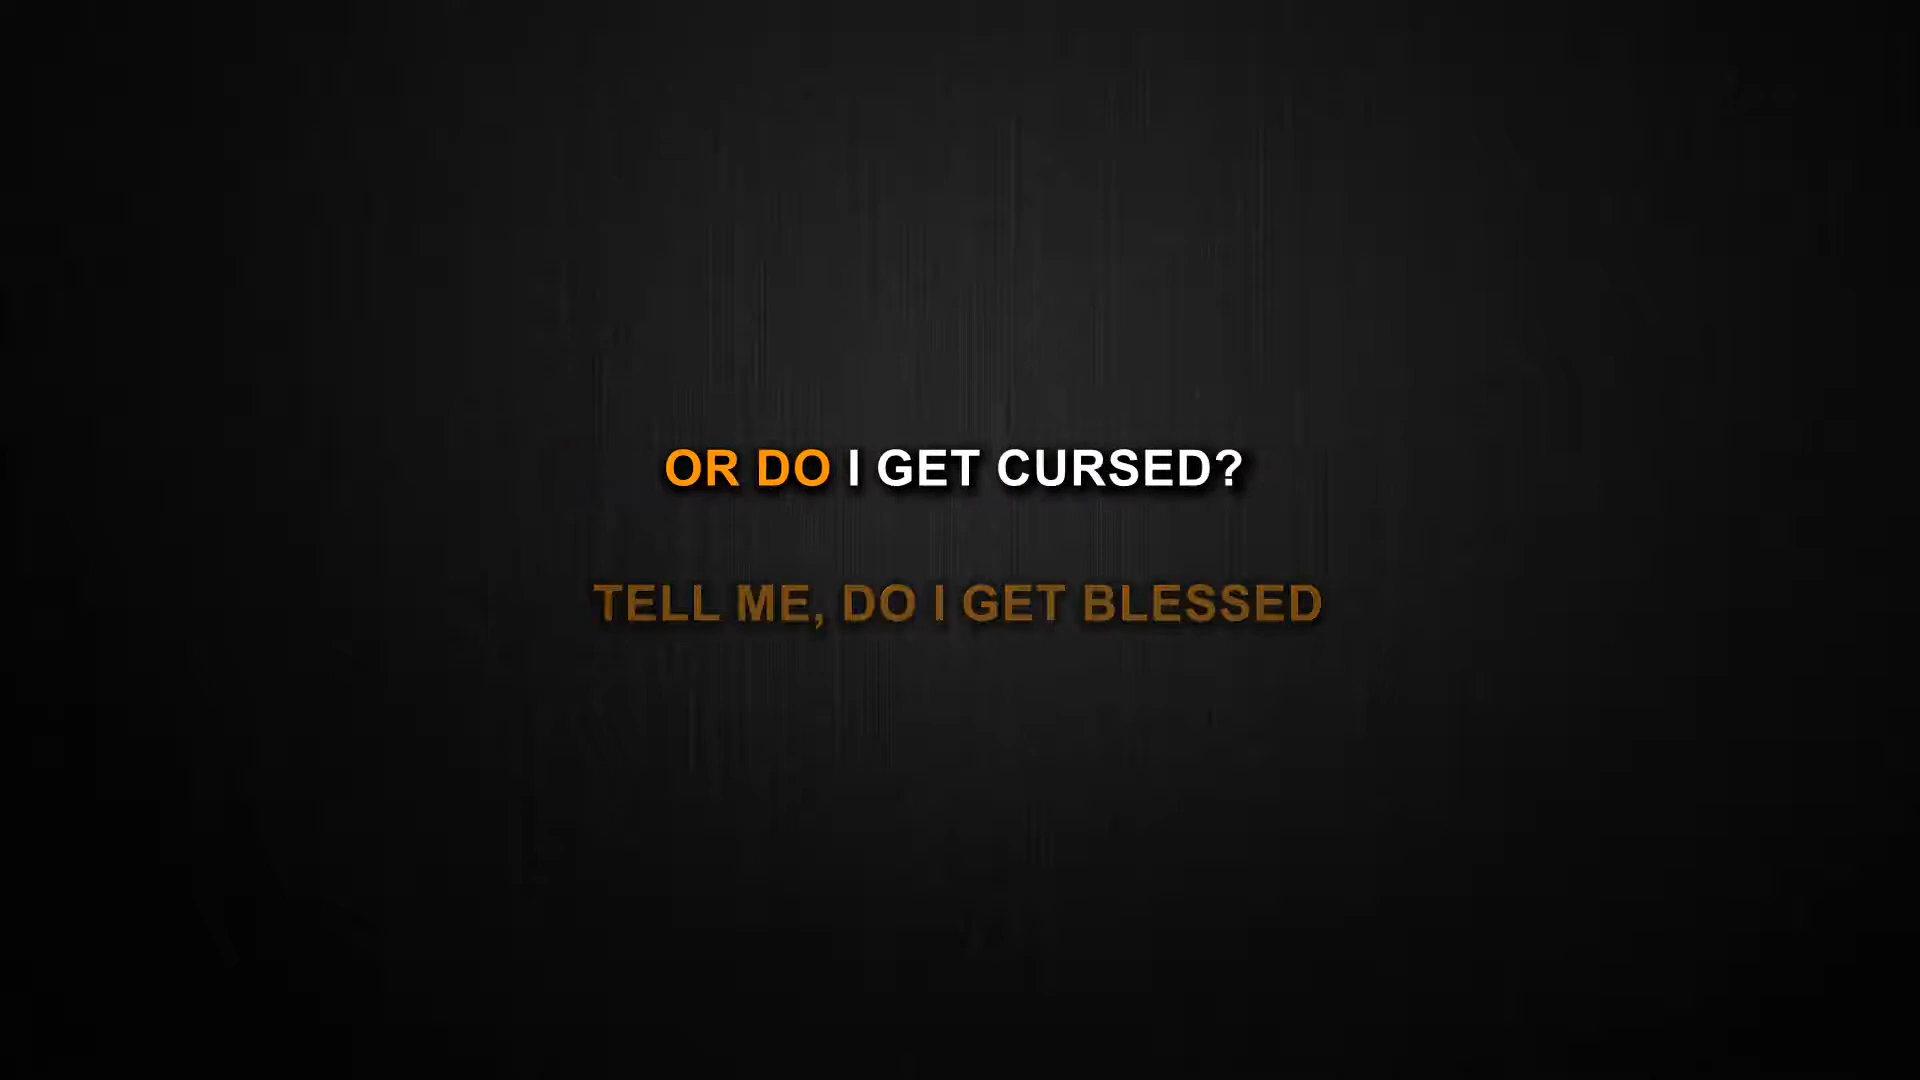 OR DO I GET CURSED?
TELL ME, DO I GET BLESSED